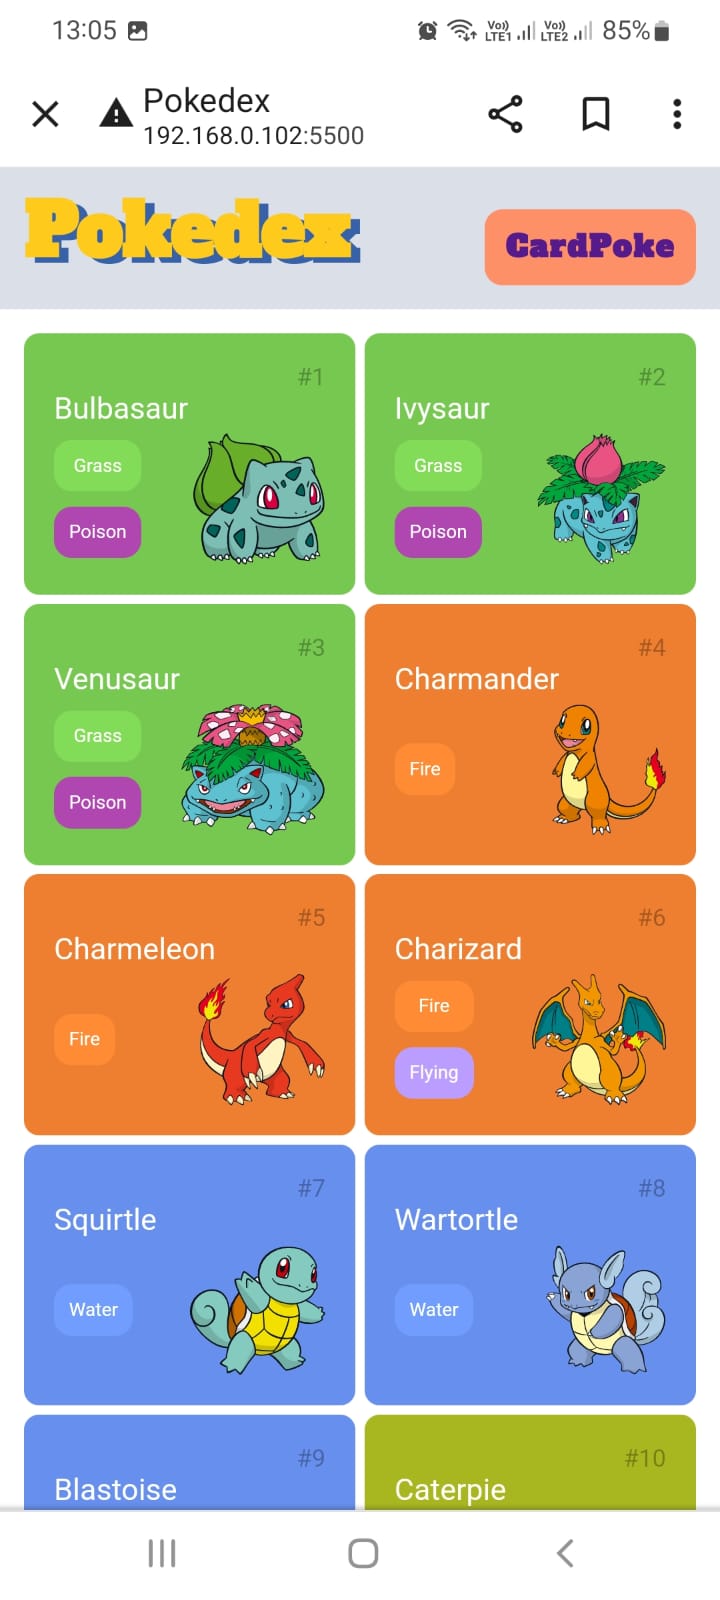 13:05 Vo)) LTE1 Vo)) LTE2 85%
Pokedex
192.168.0.102:5500
Pokedex
CardPoke
#1
Bulbasaur
Grass
Poison
#2
Ivysaur
Grass
Poison
#3
Venusaur
Grass
Poison
#4
Charmander
Fire
#5
Charmeleon
Fire
#6
Charizard
Fire
Flying
#7
Squirtle
Water
#8
Wartortle
Water
#9
Blastoise
#10
Caterpie